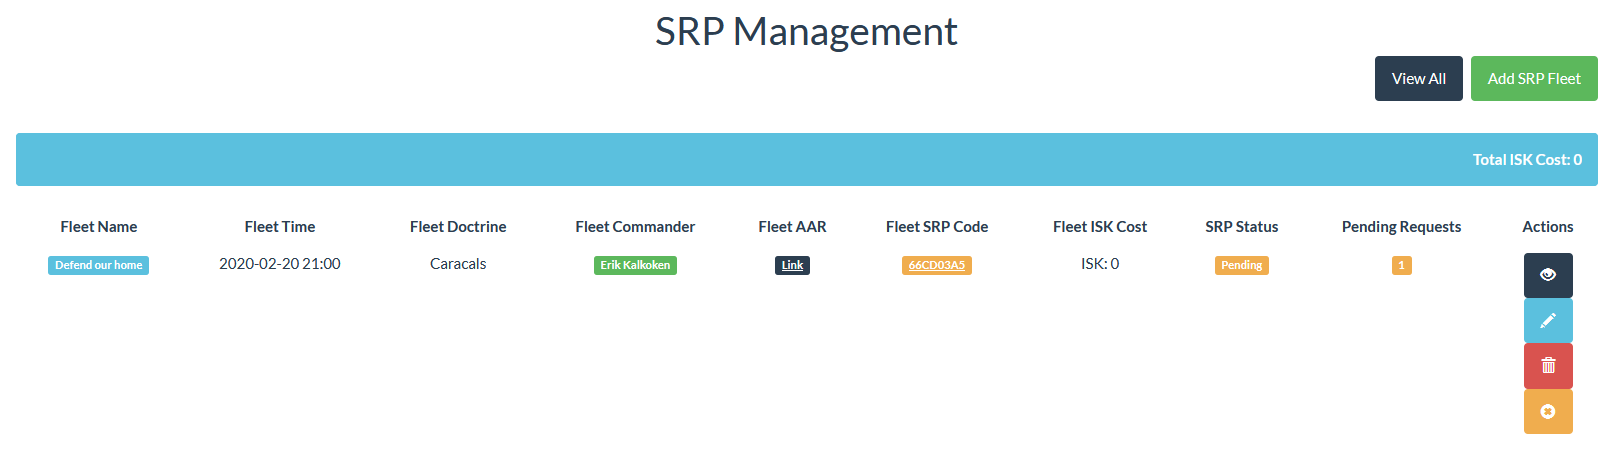 SRP Management
View All Add SRP Fleet
Total ISK Cost: 0
Fleet Name Fleet Time Fleet Doctrine Fleet Commander Fleet AAR Fleet SRP Code Fleet ISK Cost SRP Status Pending Requests Actions
Defend our home 2020-02-20 21:00 Caracals Erik Kalkoken Link 66CD03A5 ISK: 0 Pending 1